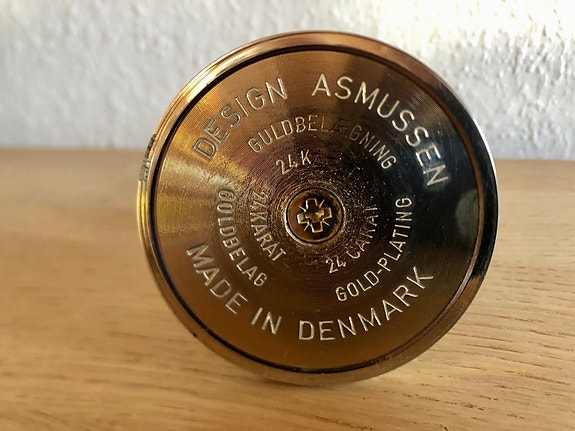 DESIGN ASMUSSEN
GULDBELÆGNING
24K
GOLD-PLATING
24 CARAT
GOLDBELAG
24KARAT
MADE IN DENMARK